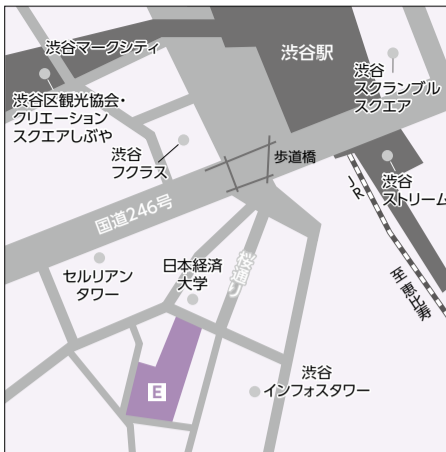 渋谷マークシティ
渋谷駅
渋谷
スクランブル
スクエア
渋谷区観光協会・
クリエーション
スクエアしぶや
渋谷
フクラス
歩道橋
渋谷
ストリーム
JR
国道246号
至 恵比寿
セルリアン
タワー
日本経済
大学
桜通り
渋谷
インフォスタワー
E